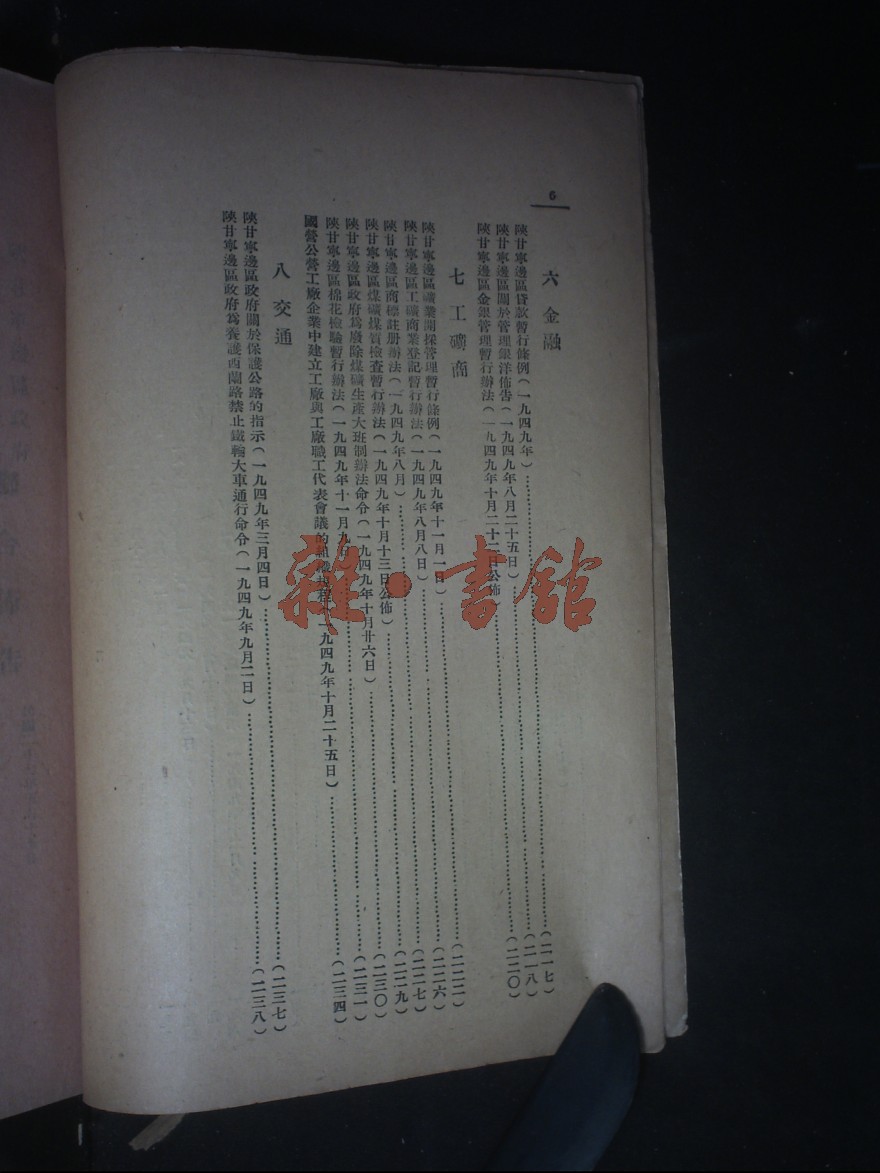 6
六 金融
陝甘寧邊區貸款暫行條例(一九四九年)……(二一七)
陝甘寧邊區關於管理銀洋佈告(一九四九年八月二十五日)……(二一八)
陝甘寧邊區金銀管理暫行辦法(一九四九年十月二十二日公佈)……(二二〇)
七 工礦商
陝甘寧邊區礦業開採管理暫行條例(一九四九年十一月一日)……(二二二)
陝甘寧邊區工礦商業登記暫行辦法(一九四九年八月八日)……(二二六)
陝甘寧邊區商標註册辦法(一九四九年八月)……(二二七)
陝甘寧邊區煤礦煤質檢查暫行辦法(一九四九年十月十三日公佈)……(二二九)
陝甘寧邊區政府爲廢除煤礦生產大班制辦法命令(一九四九年十月廿六日)……(二三〇)
陝甘寧邊區棉花檢驗暫行辦法(一九四九年十一月九日)……(二三一)
國營公營工廠企業中建立工廠與工廠職工代表會議的組織規程(一九四九年十月二十五日)……(二三四)
八 交通
陝甘寧邊區政府關於保護公路的指示(一九四九年三月四日)……(二三七)
陝甘寧邊區政府爲養護西蘭路禁止鐵輪大車通行命令(一九四九年九月二日)……(二三八)
雜·書館